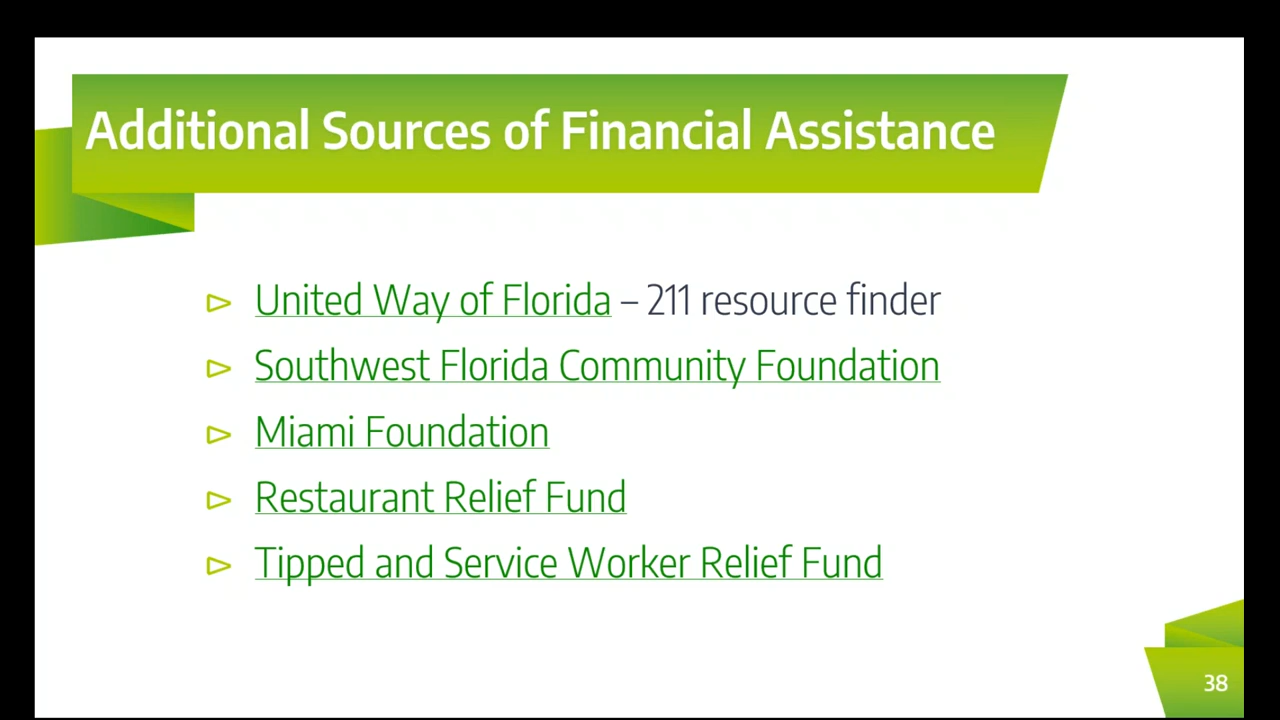 Additional Sources of Financial Assistance
United Way of Florida – 211 resource finder
Southwest Florida Community Foundation
Miami Foundation
Restaurant Relief Fund
Tipped and Service Worker Relief Fund
38